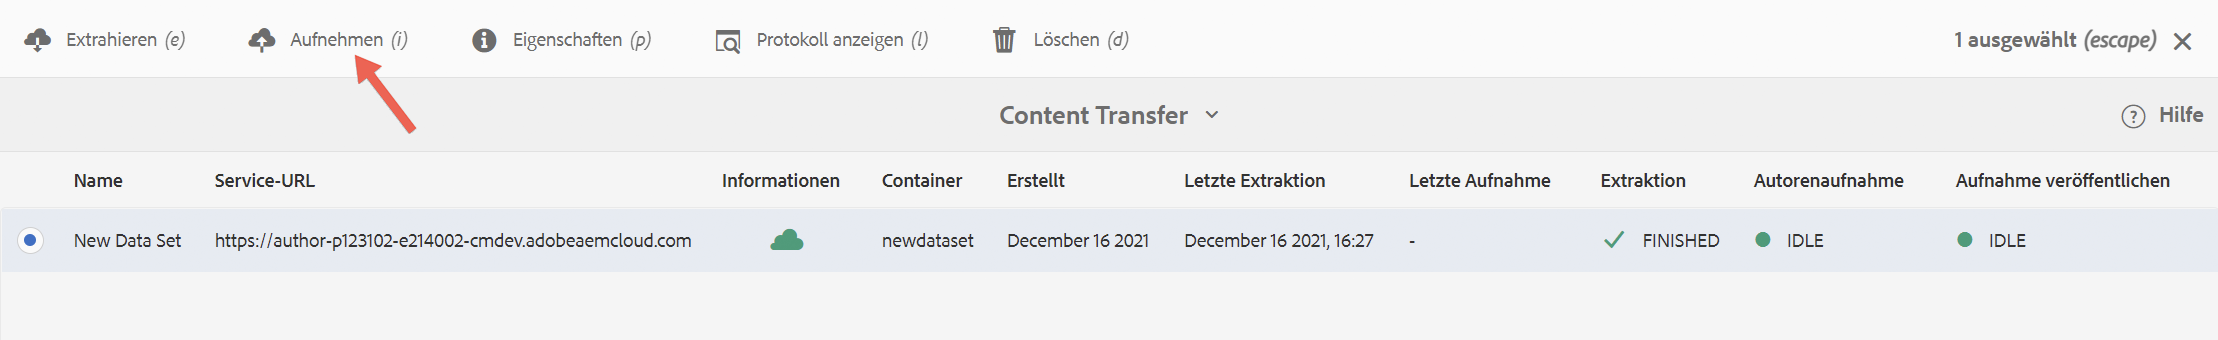 Extrahieren (e) Aufnehmen (i) Eigenschaften (p) Protokoll anzeigen (l) Löschen (d) 1 ausgewählt (escape)
Content Transfer Hilfe
Name Service-URL Informationen Container Erstellt Letzte Extraktion Letzte Aufnahme Extraktion Autorenaufnahme Aufnahme veröffentlichen
New Data Set https://author-p123102-e214002-cmdev.adobeaemcloud.com newdataset December 16 2021 December 16 2021, 16:27 - FINISHED IDLE IDLE